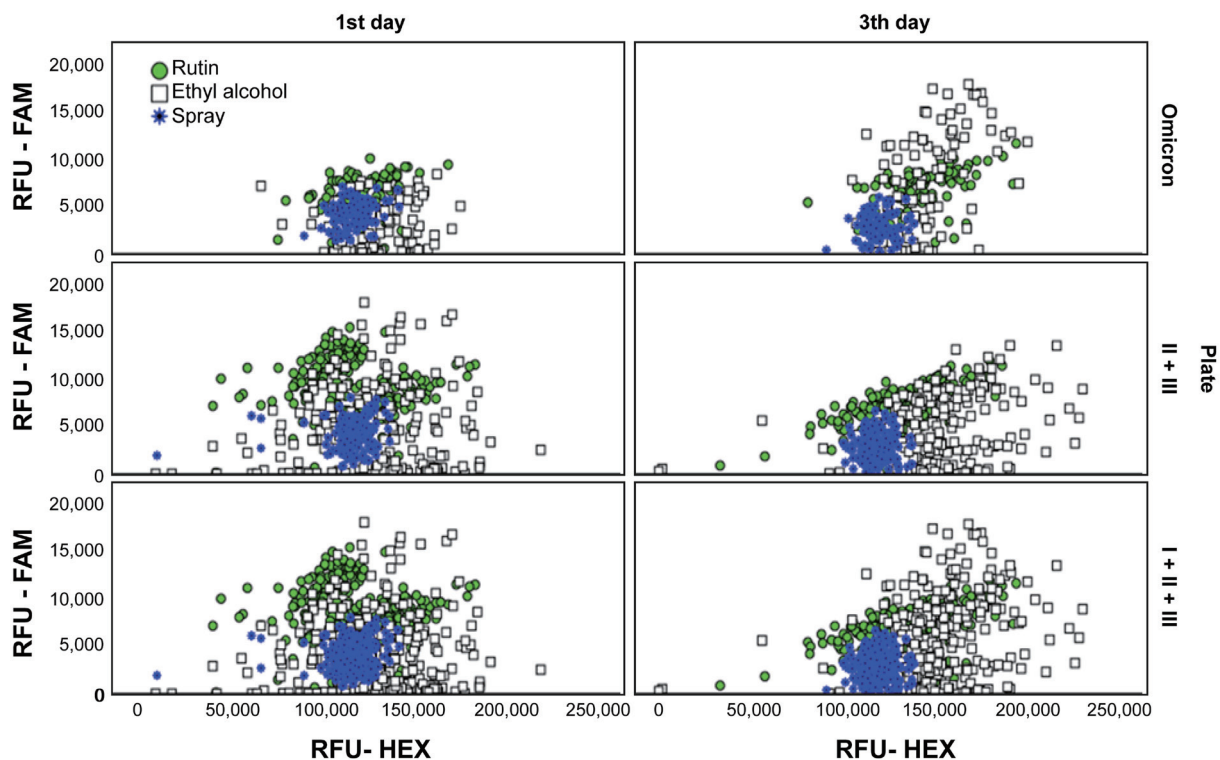 1st day
3th day
Rutin
Ethyl alcohol
Spray
RFU - FAM
20,000
15,000
10,000
5,000
0
Omicron
RFU - FAM
20,000
15,000
10,000
5,000
0
II + III
Plate
RFU - FAM
20,000
15,000
10,000
5,000
0
I + II + III
0
50,000
100,000
150,000
200,000
250,000
0
50,000
100,000
150,000
200,000
250,000
RFU- HEX
RFU- HEX